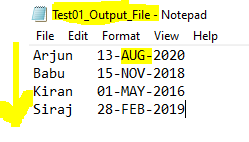 Test01_Output_File - Notepad
File Edit Format View Help
Arjun 13-AUG-2020
Babu 15-NOV-2018
Kiran 01-MAY-2016
Siraj 28-FEB-2019